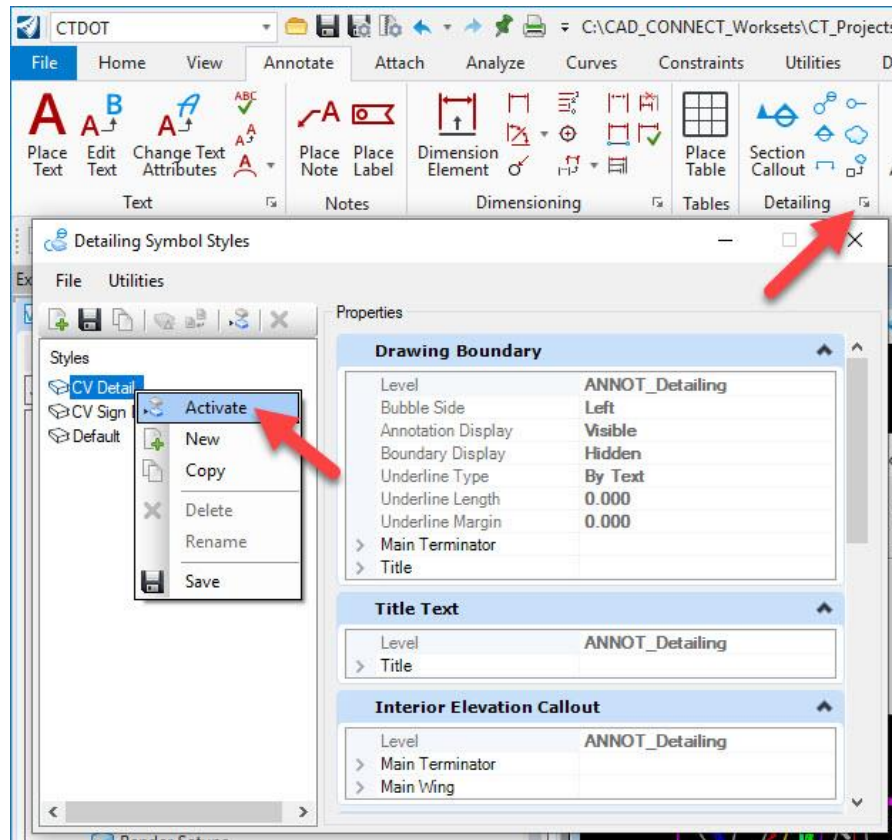 CTDOT
C:\CAD_CONNECT_Worksets\CT_Projects
File Home View Annotate Attach Analyze Curves Constraints Utilities D
Place Text
Edit Text
Change Text Attributes
ABC
Place Note
Place Label
Dimension Element
Place Table
Section Callout
Text
Notes
Dimensioning
Tables
Detailing
Detailing Symbol Styles
Ex
File Utilities
Properties
Styles
CV Detail
CV Sign
Default
Activate
New
Copy
Delete
Rename
Save
Drawing Boundary
Level ANNOT_Detailing
Bubble Side Left
Annotation Display Visible
Boundary Display Hidden
Underline Type By Text
Underline Length 0.000
Underline Margin 0.000
Main Terminator
Title
Title Text
Level ANNOT_Detailing
Title
Interior Elevation Callout
Level ANNOT_Detailing
Main Terminator
Main Wing